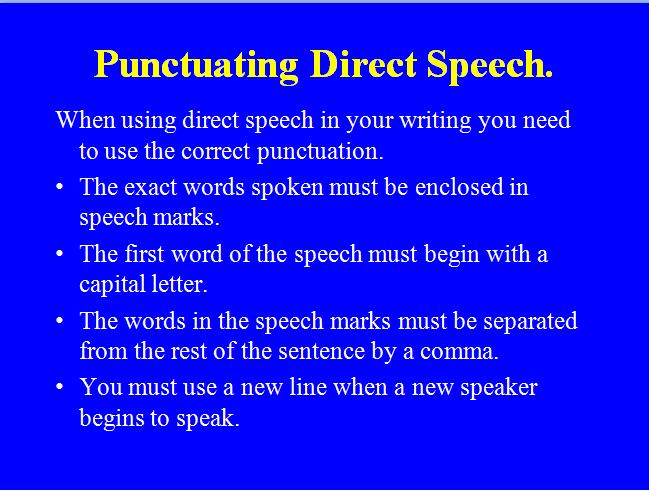 Punctuating Direct Speech.
When using direct speech in your writing you need
to use the correct punctuation.
• The exact words spoken must be enclosed in
speech marks.
• The first word of the speech must begin with a
capital letter.
• The words in the speech marks must be separated
from the rest of the sentence by a comma.
• You must use a new line when a new speaker
begins to speak.